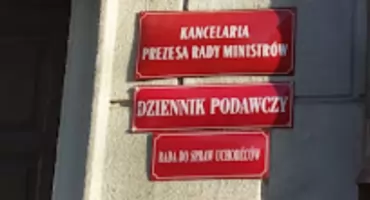 KANCELARIA
PREZESA RADY MINISTRÓW
DZIENNIK PODAWCZY
RADA DO SPRAW UCHODŹCÓW